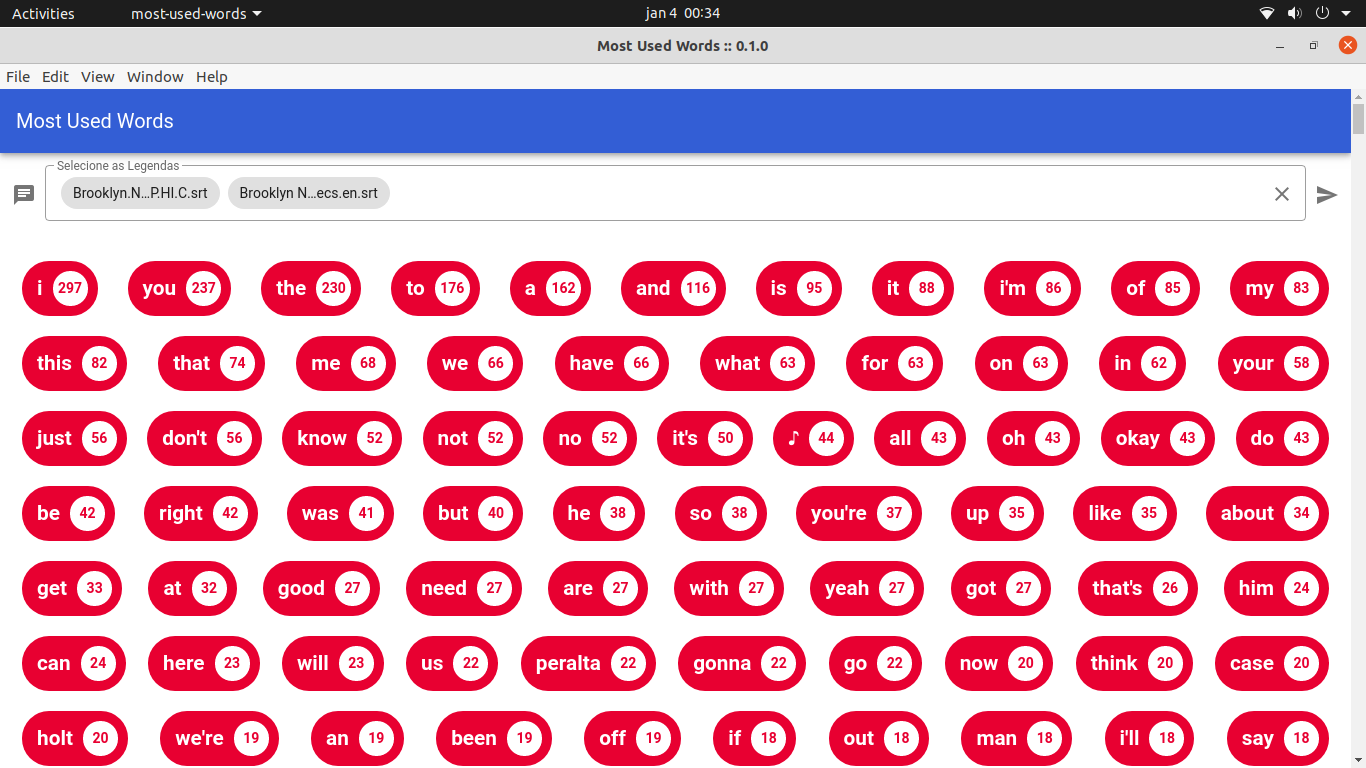 Activities most-used-words jan 4 00:34
Most Used Words :: 0.1.0
File Edit View Window Help
Most Used Words
Selecione as Legendas
Brooklyn.N...P.HI.C.srt Brooklyn N...ecs.en.srt
i 297 you 237 the 230 to 176 a 162 and 116 is 95 it 88 i'm 86 of 85 my 83
this 82 that 74 me 68 we 66 have 66 what 63 for 63 on 63 in 62 your 58
just 56 don't 56 know 52 not 52 no 52 it's 50 ♪ 44 all 43 oh 43 okay 43 do 43
be 42 right 42 was 41 but 40 he 38 so 38 you're 37 up 35 like 35 about 34
get 33 at 32 good 27 need 27 are 27 with 27 yeah 27 got 27 that's 26 him 24
can 24 here 23 will 23 us 22 peralta 22 gonna 22 go 22 now 20 think 20 case 20
holt 20 we're 19 an 19 been 19 off 19 if 18 out 18 man 18 i'll 18 say 18